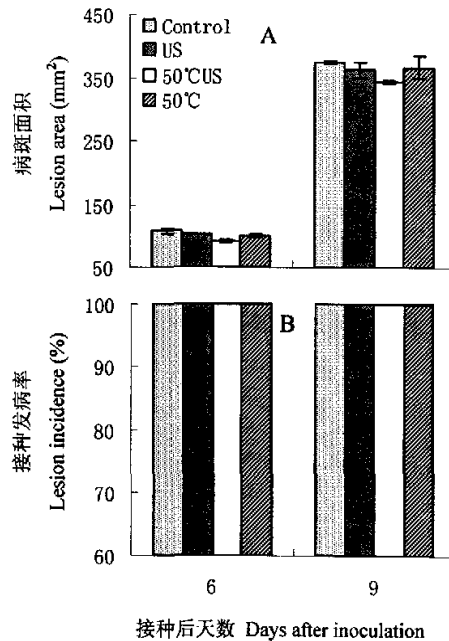 Control
US
50℃US
50℃
A
450
350
250
150
50
病斑面积
Lesion area (mm²)
B
100
90
80
70
60
接种发病率
Lesion incidence (%)
6 9
接种后天数 Days after inoculation